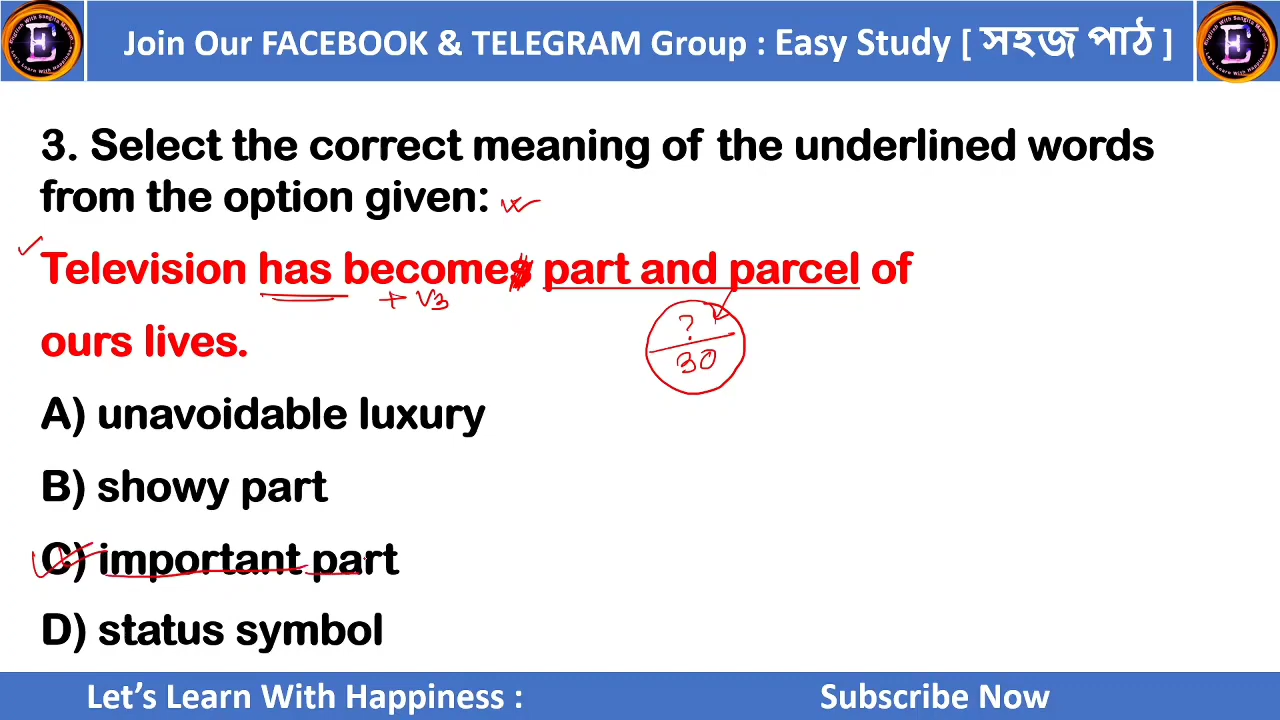 Join Our FACEBOOK & TELEGRAM Group : Easy Study [ সহজ পাঠ ]
E
E
3. Select the correct meaning of the underlined words
from the option given:
Television has becomes part and parcel of
+ V3
?
30
ours lives.
A) unavoidable luxury
B) showy part
C) important part
D) status symbol
Let's Learn With Happiness :
Subscribe Now